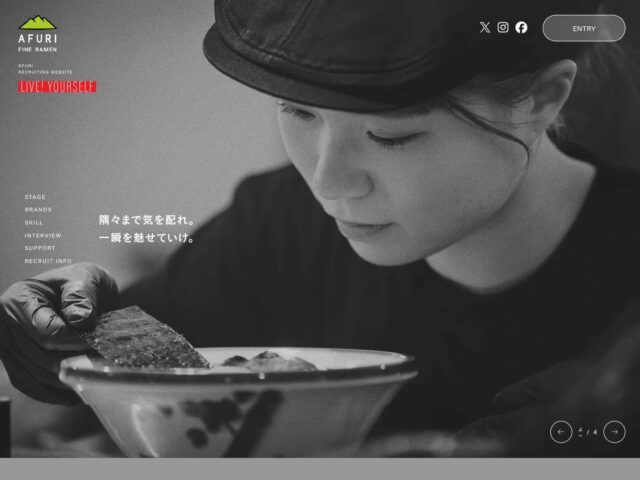 AFURI
FINE RAMEN
AFURI
RECRUITING WEBSITE
LIVE! YOURSELF
ENTRY
STAGE
BRANDS
SKILL
INTERVIEW
SUPPORT
RECRUIT INFO
隅々まで気を配れ。
一瞬を魅せていけ。
2 / 4